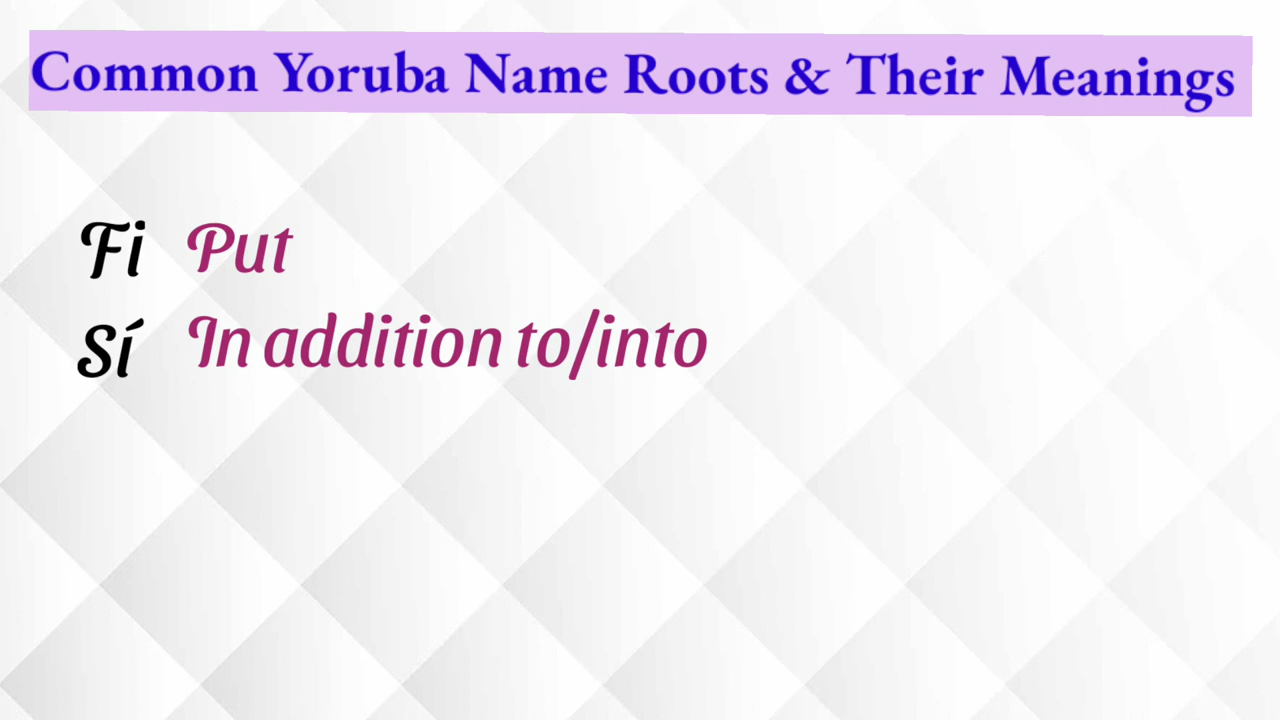 Common Yoruba Name Roots & Their Meanings
Fi Put
Sí In addition to/into